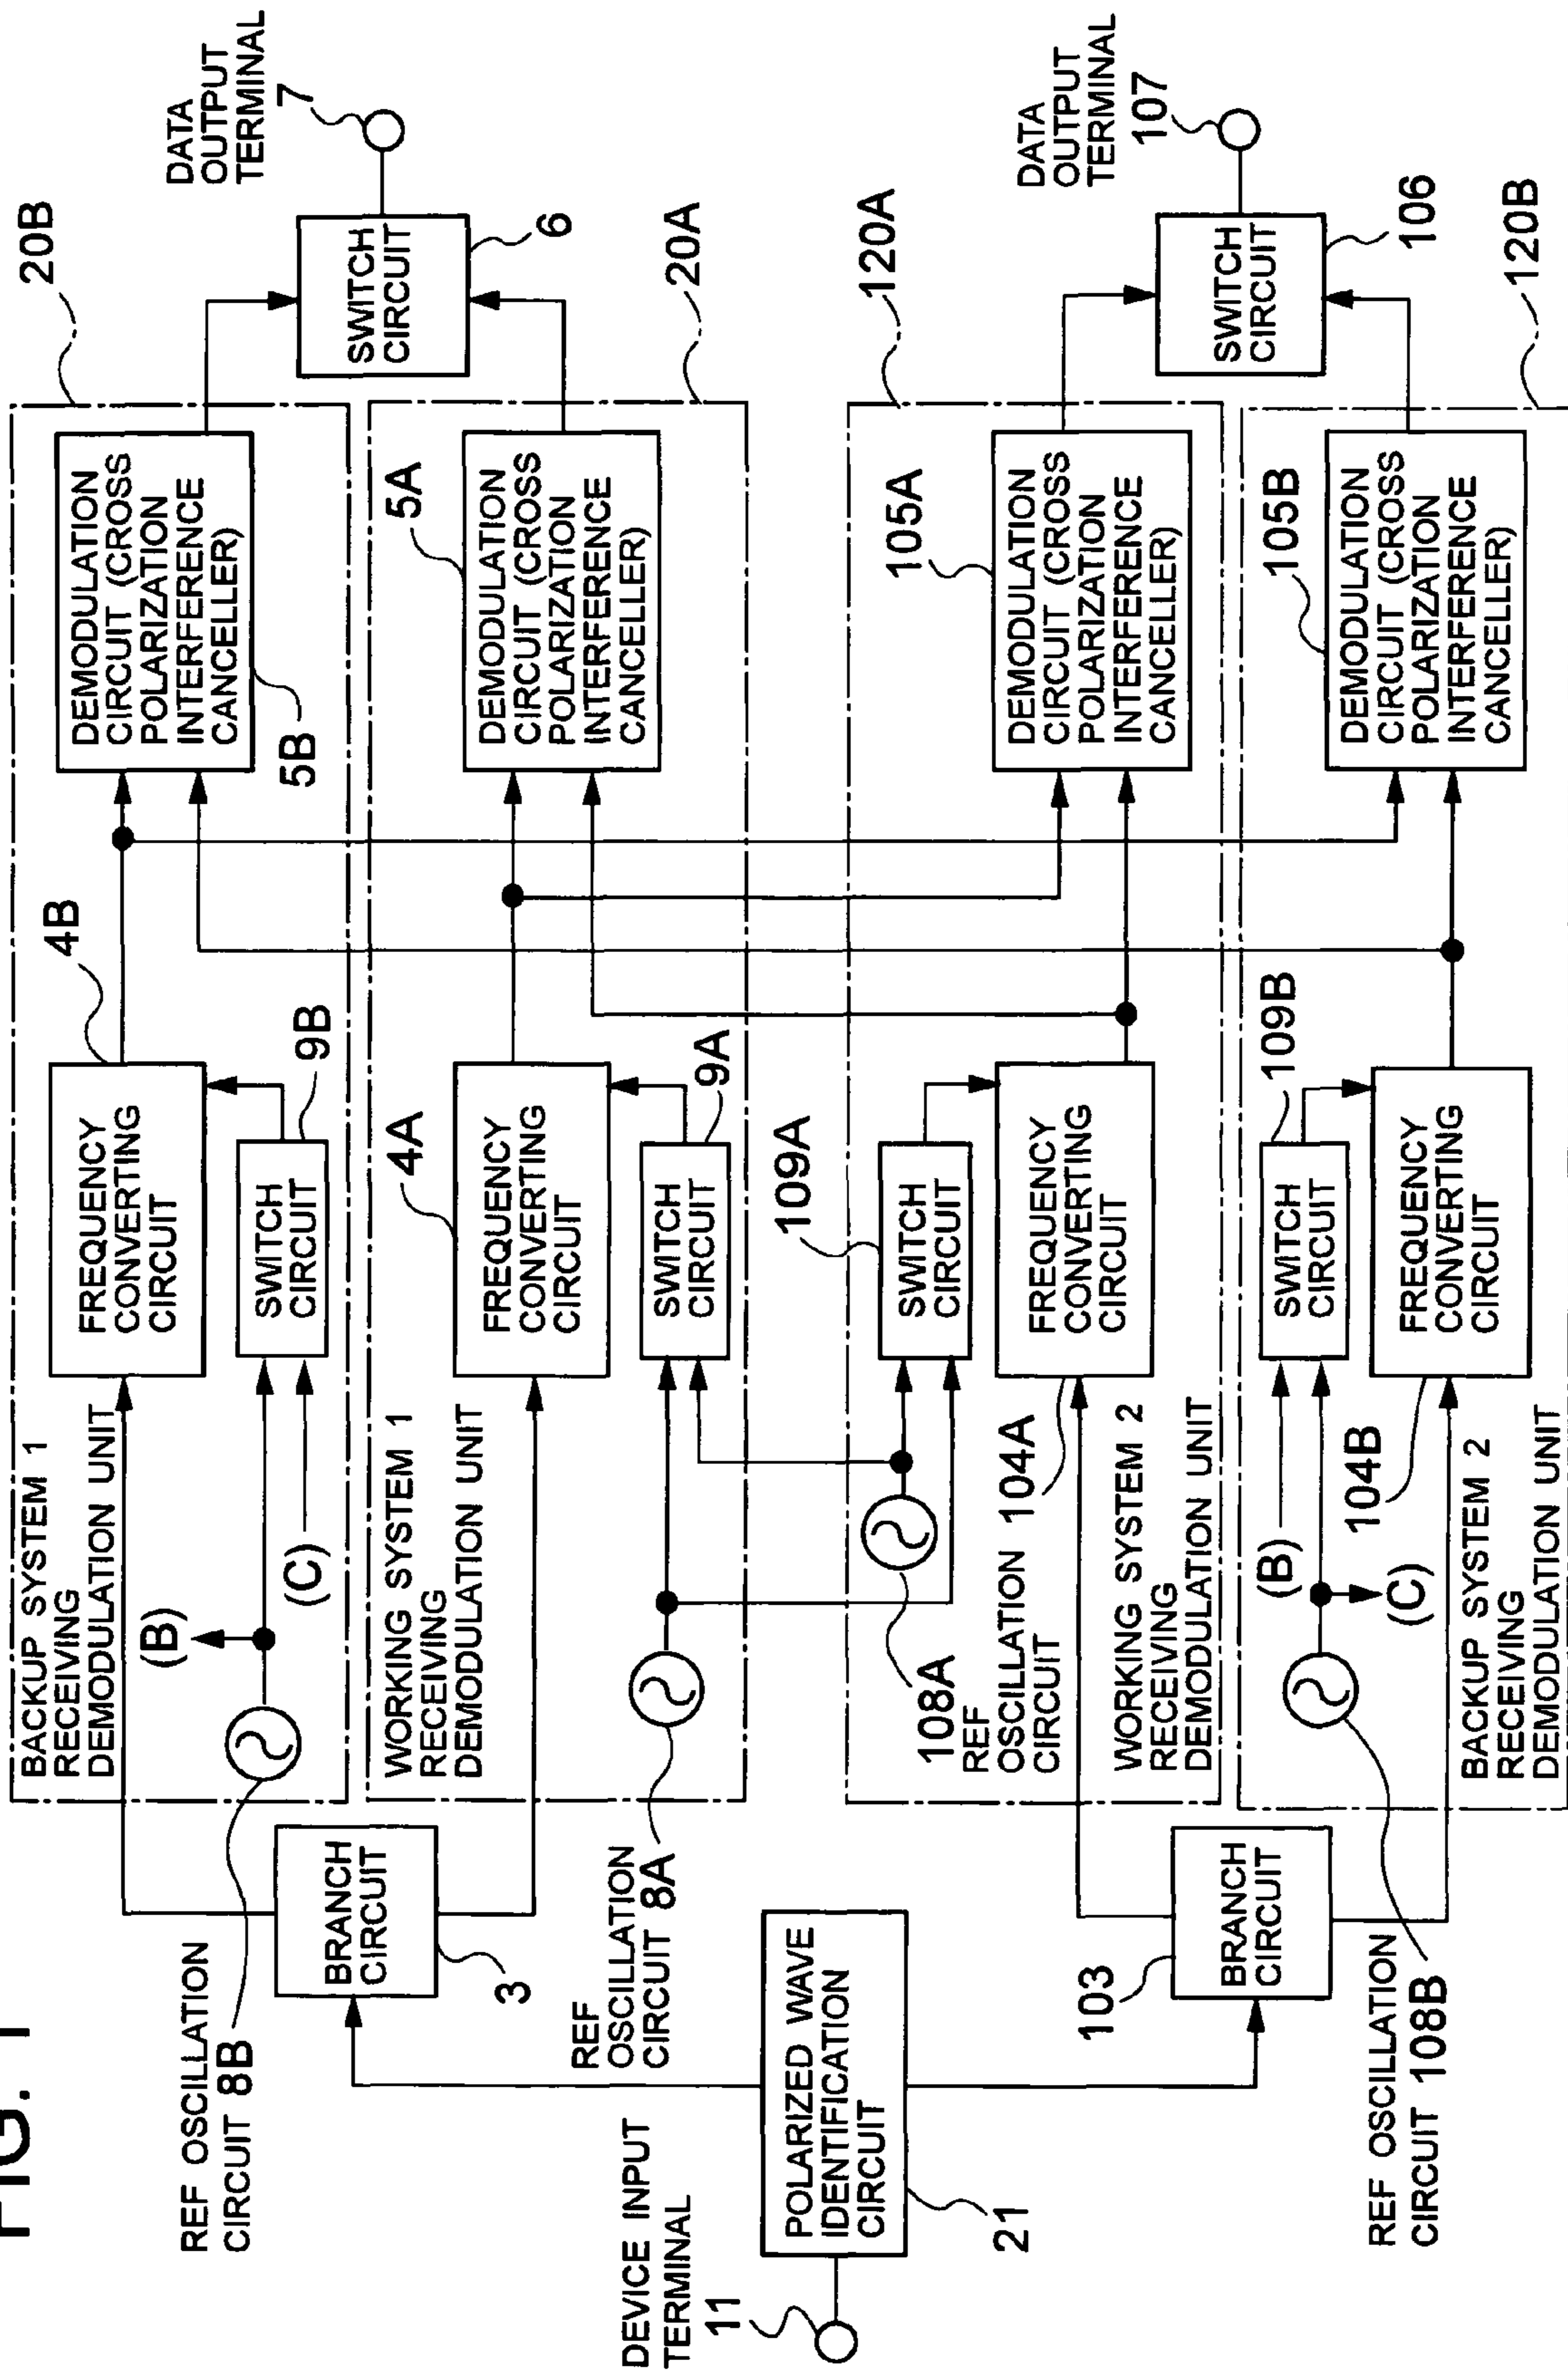 FIG. 1
BACKUP SYSTEM 1
RECEIVING
DEMODULATION UNIT
20B
REF OSCILLATION
CIRCUIT 8B
(B)
(C)
FREQUENCY
CONVERTING
CIRCUIT
4B
SWITCH
CIRCUIT
9B
DEMODULATION
CIRCUIT (CROSS
POLARIZATION
INTERFERENCE
CANCELLER)
5B
DATA
OUTPUT
TERMINAL
7
SWITCH
CIRCUIT
6
BRANCH
CIRCUIT
3
WORKING SYSTEM 1
RECEIVING
DEMODULATION UNIT
20A
REF
OSCILLATION
CIRCUIT 8A
FREQUENCY
CONVERTING
CIRCUIT
4A
SWITCH
CIRCUIT
9A
DEMODULATION
CIRCUIT (CROSS
POLARIZATION
INTERFERENCE
CANCELLER)
5A
DEVICE INPUT
TERMINAL
11
POLARIZED WAVE
IDENTIFICATION
CIRCUIT
21
120A
108A
REF
OSCILLATION
CIRCUIT
SWITCH
CIRCUIT
109A
FREQUENCY
CONVERTING
CIRCUIT
104A
WORKING SYSTEM 2
RECEIVING
DEMODULATION UNIT
DEMODULATION
CIRCUIT (CROSS
POLARIZATION
INTERFERENCE
CANCELLER)
105A
DATA
OUTPUT
TERMINAL
107
SWITCH
CIRCUIT
106
BRANCH
CIRCUIT
103
REF OSCILLATION
CIRCUIT 108B
(B)
(C)
SWITCH
CIRCUIT
109B
FREQUENCY
CONVERTING
CIRCUIT
104B
BACKUP SYSTEM 2
RECEIVING
DEMODULATION UNIT
DEMODULATION
CIRCUIT (CROSS
POLARIZATION
INTERFERENCE
CANCELLER)
105B
120B